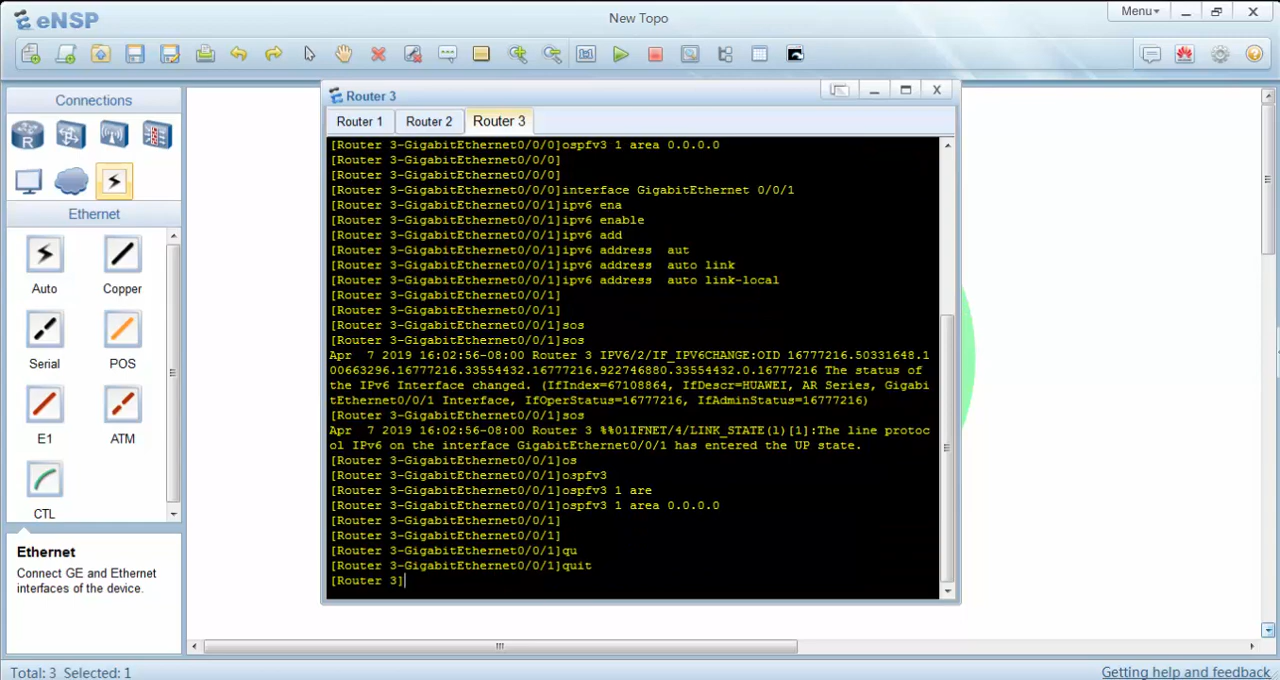 eNSP
New Topo
Menu
Connections
R
Ethernet
Auto
Copper
Serial
POS
E1
ATM
CTL
Ethernet
Connect GE and Ethernet
interfaces of the device.
Router 3
Router 1
Router 2
Router 3
[Router 3-GigabitEthernet0/0/0]ospfv3 1 area 0.0.0.0
[Router 3-GigabitEthernet0/0/0]
[Router 3-GigabitEthernet0/0/0]
[Router 3-GigabitEthernet0/0/0]interface GigabitEthernet 0/0/1
[Router 3-GigabitEthernet0/0/1]ipv6 ena
[Router 3-GigabitEthernet0/0/1]ipv6 enable
[Router 3-GigabitEthernet0/0/1]ipv6 add
[Router 3-GigabitEthernet0/0/1]ipv6 address  aut
[Router 3-GigabitEthernet0/0/1]ipv6 address  auto link
[Router 3-GigabitEthernet0/0/1]ipv6 address  auto link-local
[Router 3-GigabitEthernet0/0/1]
[Router 3-GigabitEthernet0/0/1]
[Router 3-GigabitEthernet0/0/1]sos
[Router 3-GigabitEthernet0/0/1]sos
Apr  7 2019 16:02:56-08:00 Router 3 IPV6/2/IF_IPV6CHANGE:OID 16777216.50331648.1
00663296.16777216.33554432.16777216.922746880.33554432.0.16777216 The status of
the IPv6 Interface changed. (IfIndex=67108864, IfDescr=HUAWEI, AR Series, Gigabi
tEthernet0/0/1 Interface, IfOperStatus=16777216, IfAdminStatus=16777216)
[Router 3-GigabitEthernet0/0/1]sos
Apr  7 2019 16:02:56-08:00 Router 3 %%01IFNET/4/LINK_STATE(l)[1]:The line protoc
ol IPv6 on the interface GigabitEthernet0/0/1 has entered the UP state.
[Router 3-GigabitEthernet0/0/1]os
[Router 3-GigabitEthernet0/0/1]ospfv3
[Router 3-GigabitEthernet0/0/1]ospfv3 1 are
[Router 3-GigabitEthernet0/0/1]ospfv3 1 area 0.0.0.0
[Router 3-GigabitEthernet0/0/1]
[Router 3-GigabitEthernet0/0/1]
[Router 3-GigabitEthernet0/0/1]qu
[Router 3-GigabitEthernet0/0/1]quit
[Router 3]
Total: 3 Selected: 1
Getting help and feedback